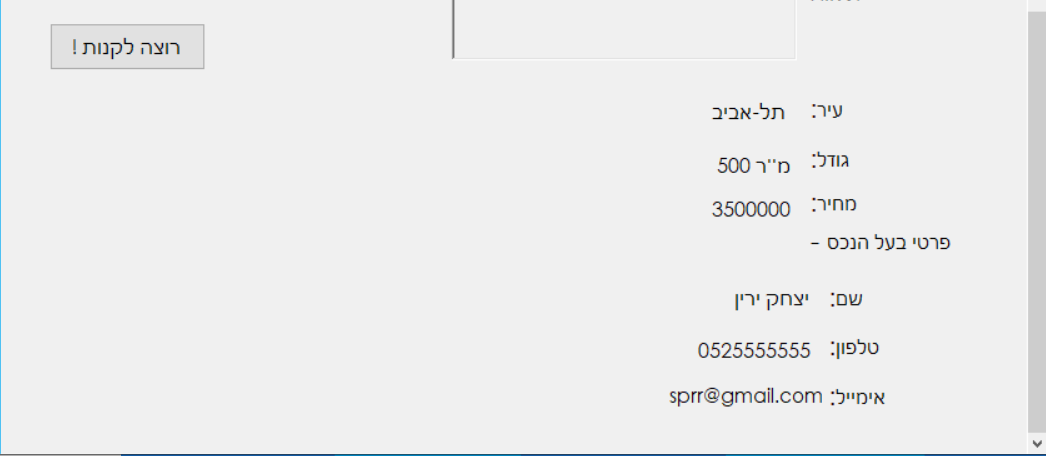 רוצה לקנות !
עיר: תל-אביב
גודל: 500 מ''ר
מחיר: 3500000
פרטי בעל הנכס -
שם: יצחק ירין
טלפון: 0525555555
אימייל: sprr@gmail.com